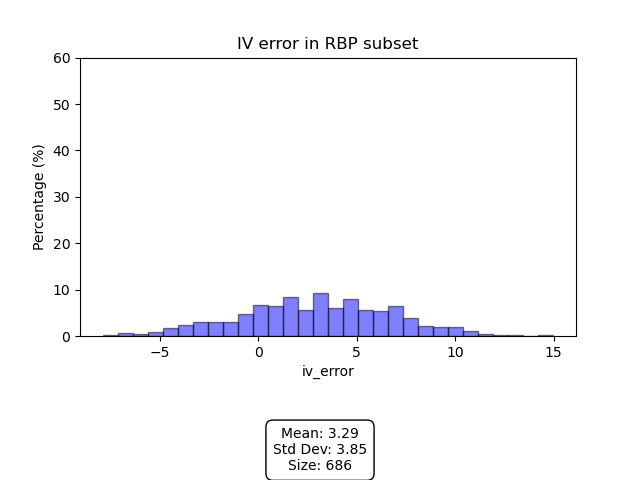 IV error in RBP subset
60
50
40
30
20
10
0
Percentage (%)
−5 0 5 10 15
iv_error
Mean: 3.29
Std Dev: 3.85
Size: 686